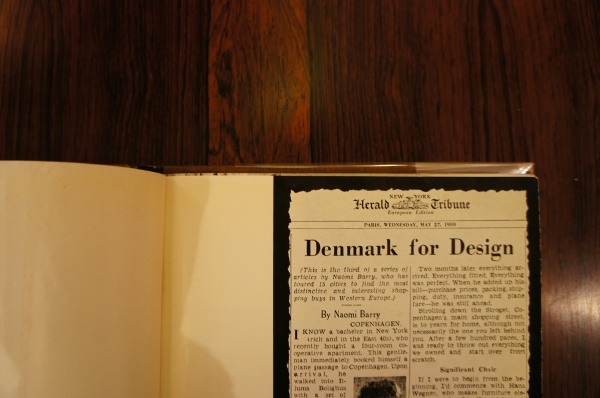 NEW YORK
Herald Tribune
European Edition
PARIS, WEDNESDAY, MAY 27, 1959
Denmark for Design
(This is the third of a series of
articles by Naomi Barry, who has
toured 15 cities to find the most
distinctive and interesting shop-
ping buys in Western Europe.)
By Naomi Barry
COPENHAGEN.
I KNOW a bachelor in New York
(rich and in the East 40s), who
recently bought a four-room co-
operative apartment. This gentle-
man immediately booked himself a
plane passage to Copenhagen. Upon
arrival, he
walked into Il-
lums Bolighus
with a set of
Two months later everything ar-
rived. Everything fitted. Everything
was perfect. When he added up his
bill—purchase prices, packing, ship-
ping, duty, insurance and plane
fare—he was still ahead.
Strolling down the Stroget, Co-
penhagen's main shopping street,
is to yearn for home, although not
necessarily the one you left behind
you. After a few hundred paces, I
was ready to throw out everything
we owned and start over from
scratch.
Significant Chair
If I were to begin from the be-
ginning, I'd commence with Hans
Wegner, who makes furniture